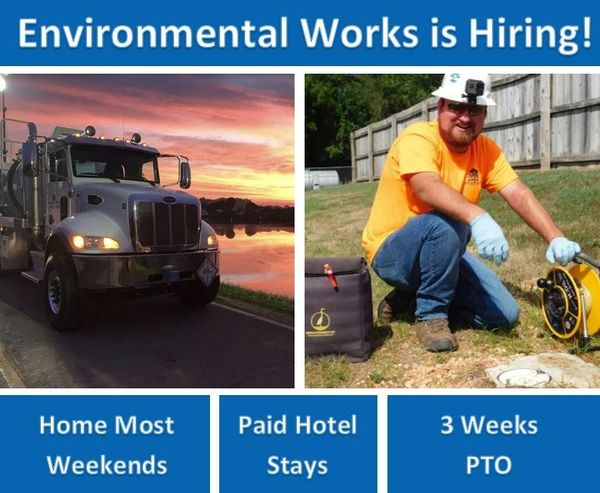 Environmental Works is Hiring!
Home Most
Weekends
Paid Hotel
Stays
3 Weeks
PTO